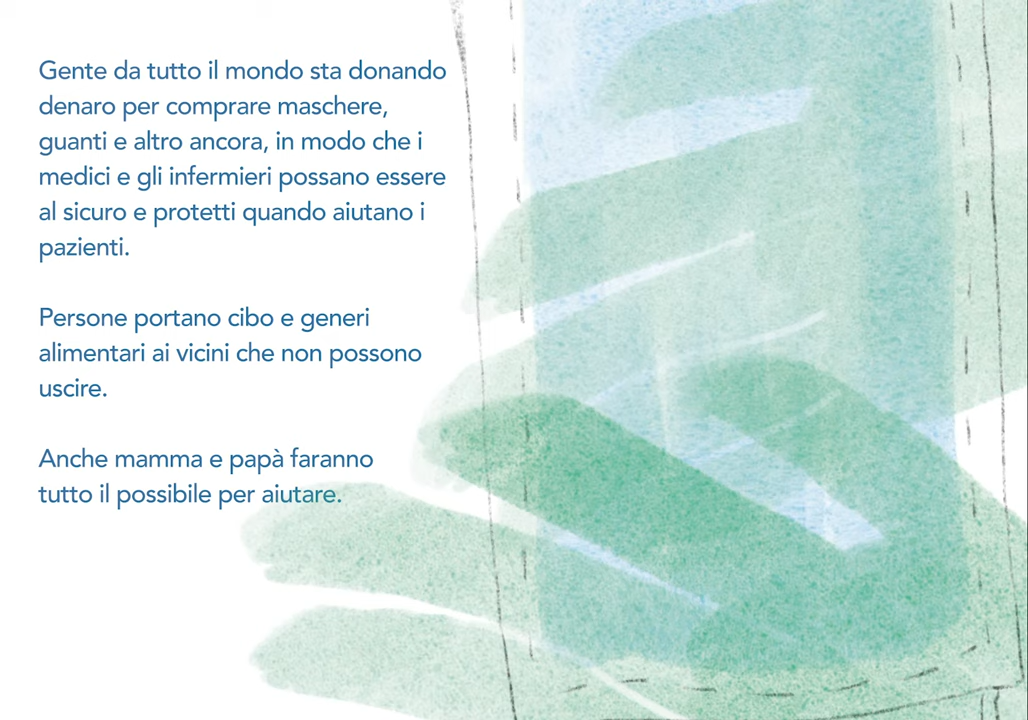 Gente da tutto il mondo sta donando
denaro per comprare maschere,
guanti e altro ancora, in modo che i
medici e gli infermieri possano essere
al sicuro e protetti quando aiutano i
pazienti.
Persone portano cibo e generi
alimentari ai vicini che non possono
uscire.
Anche mamma e papà faranno
tutto il possibile per aiutare.